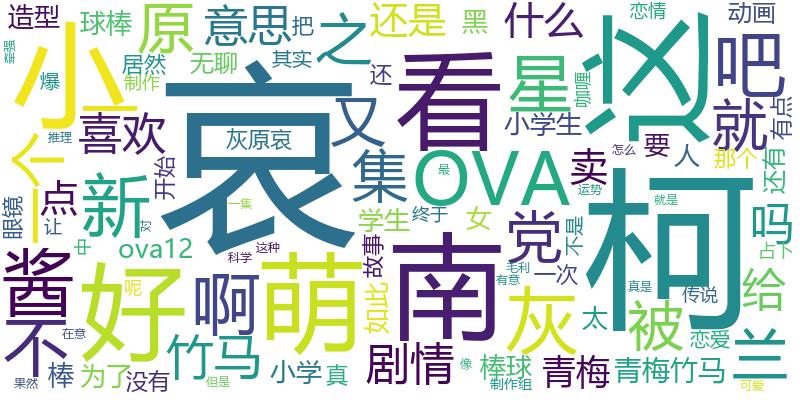 造型 球棒 原 意思 把 之 还是 黑 什么 恋情 动画
牵强 爆 制作 居然 无聊 其实 咖喱 吧
小 哀 看 星 小学生 这 就 有点
推理 喜欢 灰原哀 又 还 怎么 要 人 那个 还有
一个 点 新 开始 集 OVA 最 卖 运势 柯 就是
眼镜 让 中 ova12 学生 终于 女 党 不是 吗 占卜
对 一集 科学 这种 故事 毛利 有意 一次 真是 传说 给
酱 好 啊 萌 南 灰 被 兰
不 呢 竹马 如此 太 恋爱
在意 棒 为了 没有 小学 真 剧情 像 棒球 青梅 青梅竹马
果然 但是 制作组 可爱